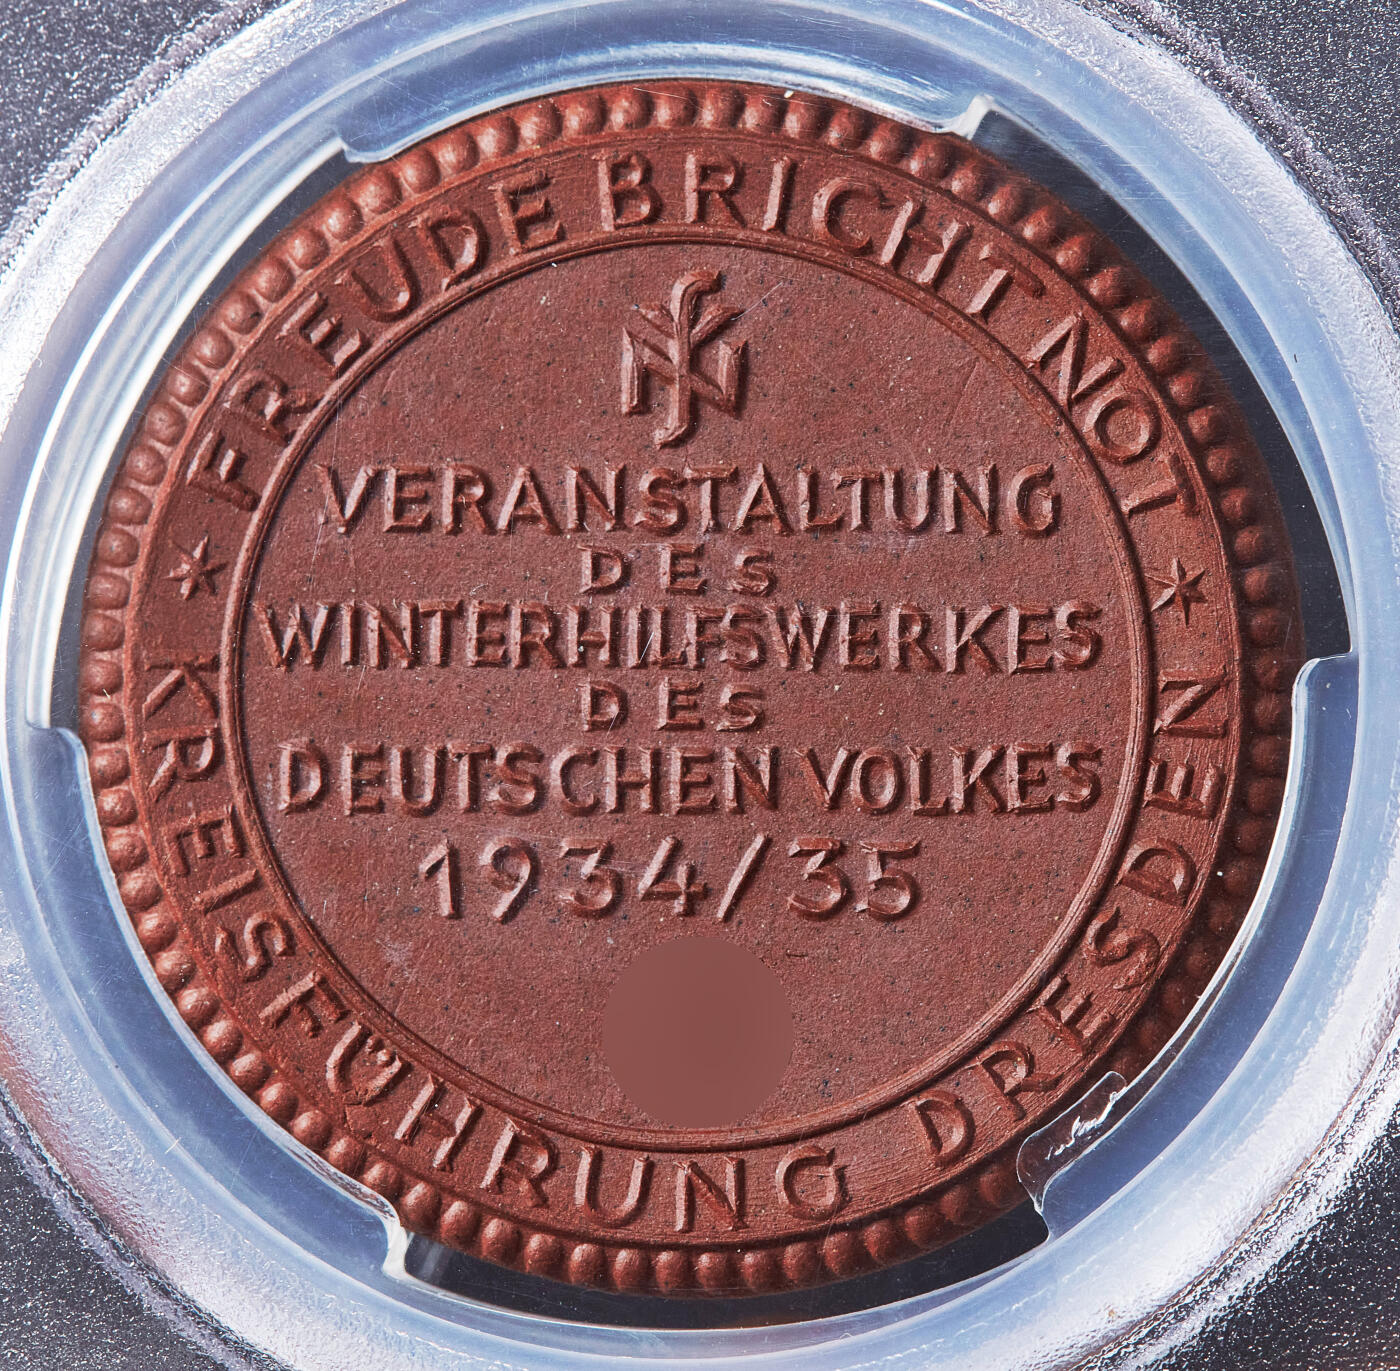 FREUDE BRICHT NOT
VERANSTALTUNG
DES
WINTERHILFSWERKES
DES
DEUTSCHEN VOLKES
1934/35
KREISFÜHRUNG DRESDEN